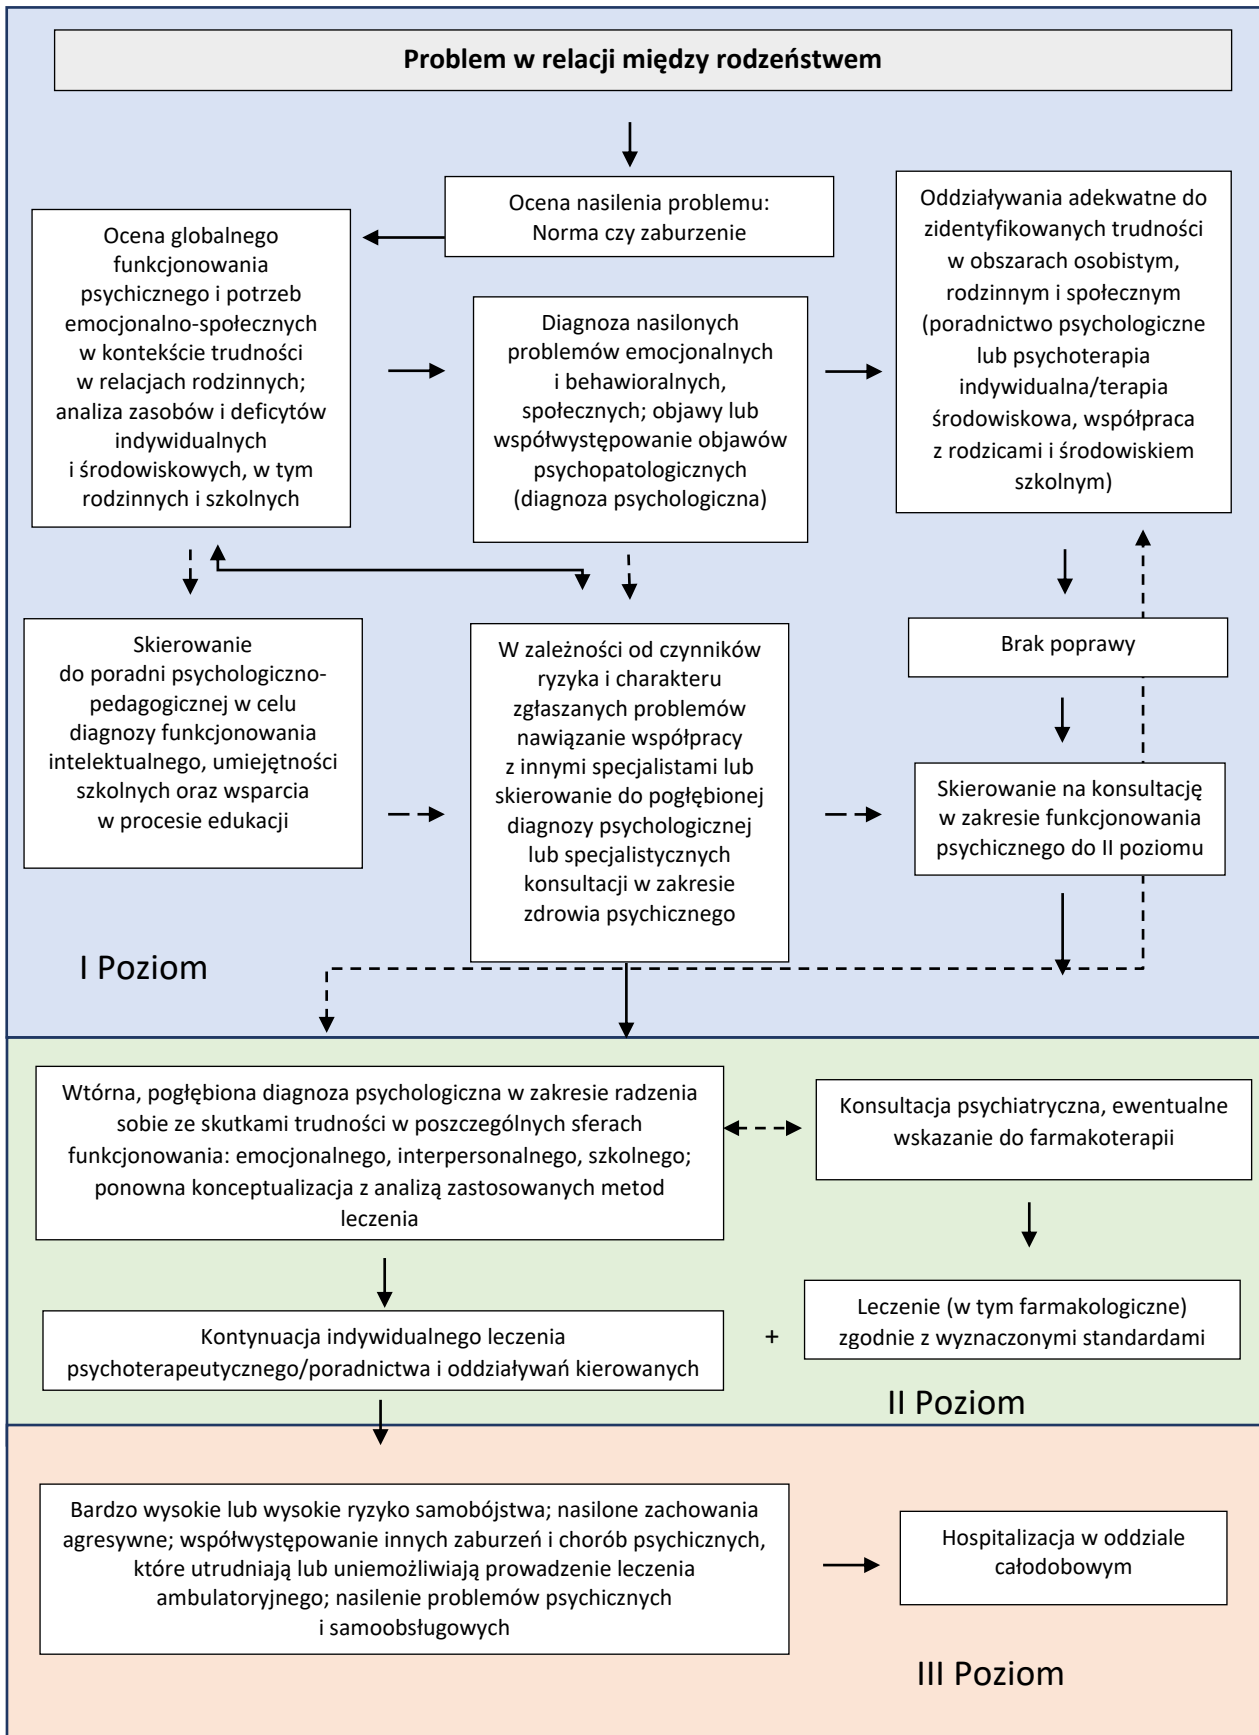 Problem w relacji między rodzeństwem
Ocena nasilenia problemu:
Norma czy zaburzenie
Ocena globalnego
funkcjonowania
psychicznego i potrzeb
emocjonalno-społecznych
w kontekście trudności
w relacjach rodzinnych;
analiza zasobów i deficytów
indywidualnych
i środowiskowych, w tym
rodzinnych i szkolnych
Diagnoza nasilonych
problemów emocjonalnych
i behawioralnych,
społecznych; objawy lub
współwystępowanie objawów
psychopatologicznych
(diagnoza psychologiczna)
Oddziaływania adekwatne do
zidentyfikowanych trudności
w obszarach osobistym,
rodzinnym i społecznym
(poradnictwo psychologiczne
lub psychoterapia
indywidualna/terapia
środowiskowa, współpraca
z rodzicami i środowiskiem
szkolnym)
Skierowanie
do poradni psychologiczno-
pedagogicznej w celu
diagnozy funkcjonowania
intelektualnego, umiejętności
szkolnych oraz wsparcia
w procesie edukacji
W zależności od czynników
ryzyka i charakteru
zgłaszanych problemów
nawiązanie współpracy
z innymi specjalistami lub
skierowanie do pogłębionej
diagnozy psychologicznej
lub specjalistycznych
konsultacji w zakresie
zdrowia psychicznego
Brak poprawy
Skierowanie na konsultację
w zakresie funkcjonowania
psychicznego do II poziomu
I Poziom
Wtórna, pogłębiona diagnoza psychologiczna w zakresie radzenia
sobie ze skutkami trudności w poszczególnych sferach
funkcjonowania: emocjonalnego, interpersonalnego, szkolnego;
ponowna konceptualizacja z analizą zastosowanych metod
leczenia
Konsultacja psychiatryczna, ewentualne
wskazanie do farmakoterapii
Kontynuacja indywidualnego leczenia
psychoterapeutycznego/poradnictwa i oddziaływań kierowanych
+
Leczenie (w tym farmakologiczne)
zgodnie z wyznaczonymi standardami
II Poziom
Bardzo wysokie lub wysokie ryzyko samobójstwa; nasilone zachowania
agresywne; współwystępowanie innych zaburzeń i chorób psychicznych,
które utrudniają lub uniemożliwiają prowadzenie leczenia
ambulatoryjnego; nasilenie problemów psychicznych
i samoobsługowych
Hospitalizacja w oddziale
całodobowym
III Poziom